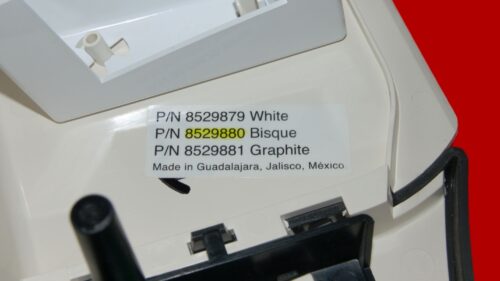 P/N 8529879 White
P/N 8529880 Bisque
P/N 8529881 Graphite
Made in Guadalajara, Jalisco, México